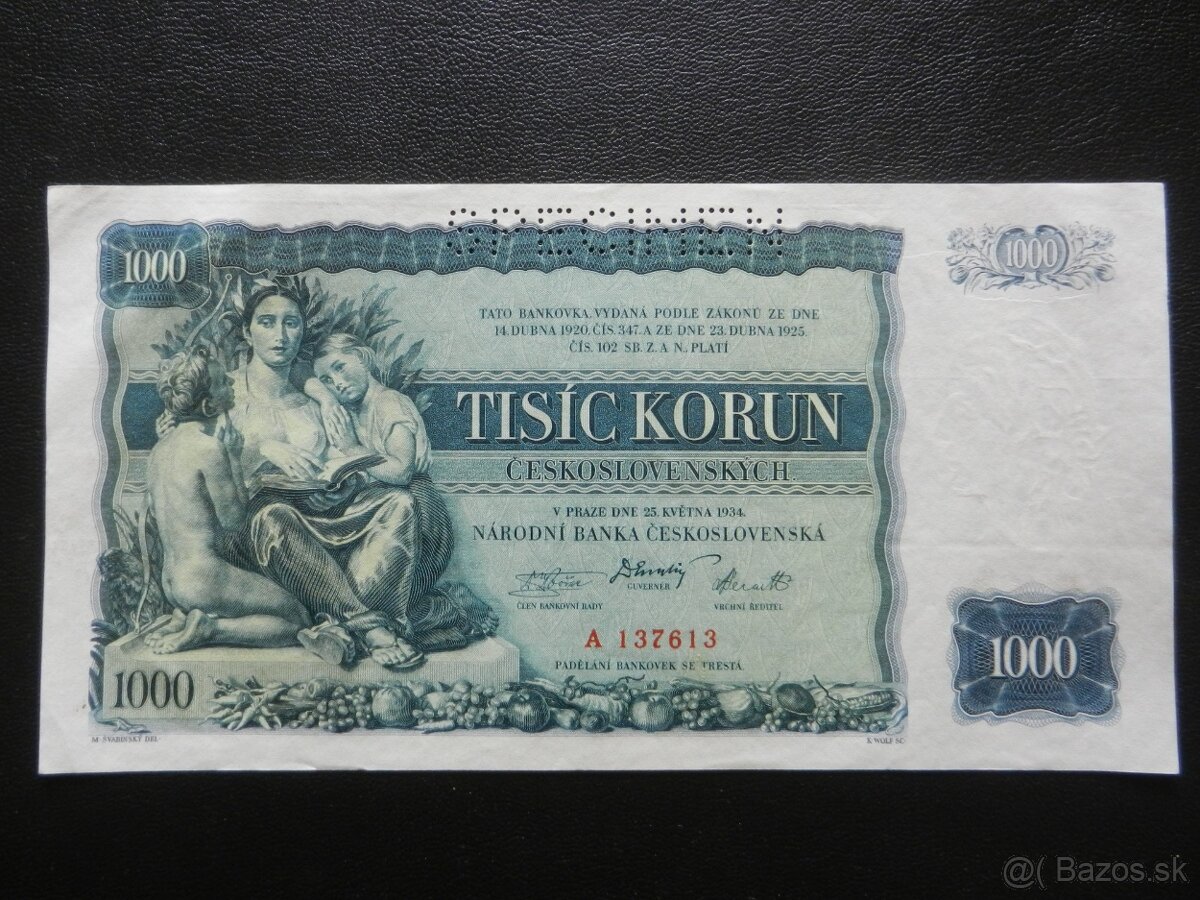 SPECIMEN
1000
1000
TATO BANKOVKA, VYDANÁ PODLE ZÁKONŮ ZE DNE
14. DUBNA 1920, ČÍS. 347. A ZE DNE 23. DUBNA 1925.
ČÍS. 102 SB. Z. A N., PLATÍ
TISÍC KORUN
ČESKOSLOVENSKÝCH.
V PRAZE DNE 25. KVĚTNA 1934.
NÁRODNÍ BANKA ČESKOSLOVENSKÁ
ČLEN BANKOVNÍ RADY
GUVERNÉR
VRCHNÍ ŘEDITEL
A 137613
PADĚLÁNÍ BANKOVEK SE TRESTÁ.
1000
1000
M. ŠVABINSKÝ DEL.
K. WOLF SC.
@( Bazos.sk